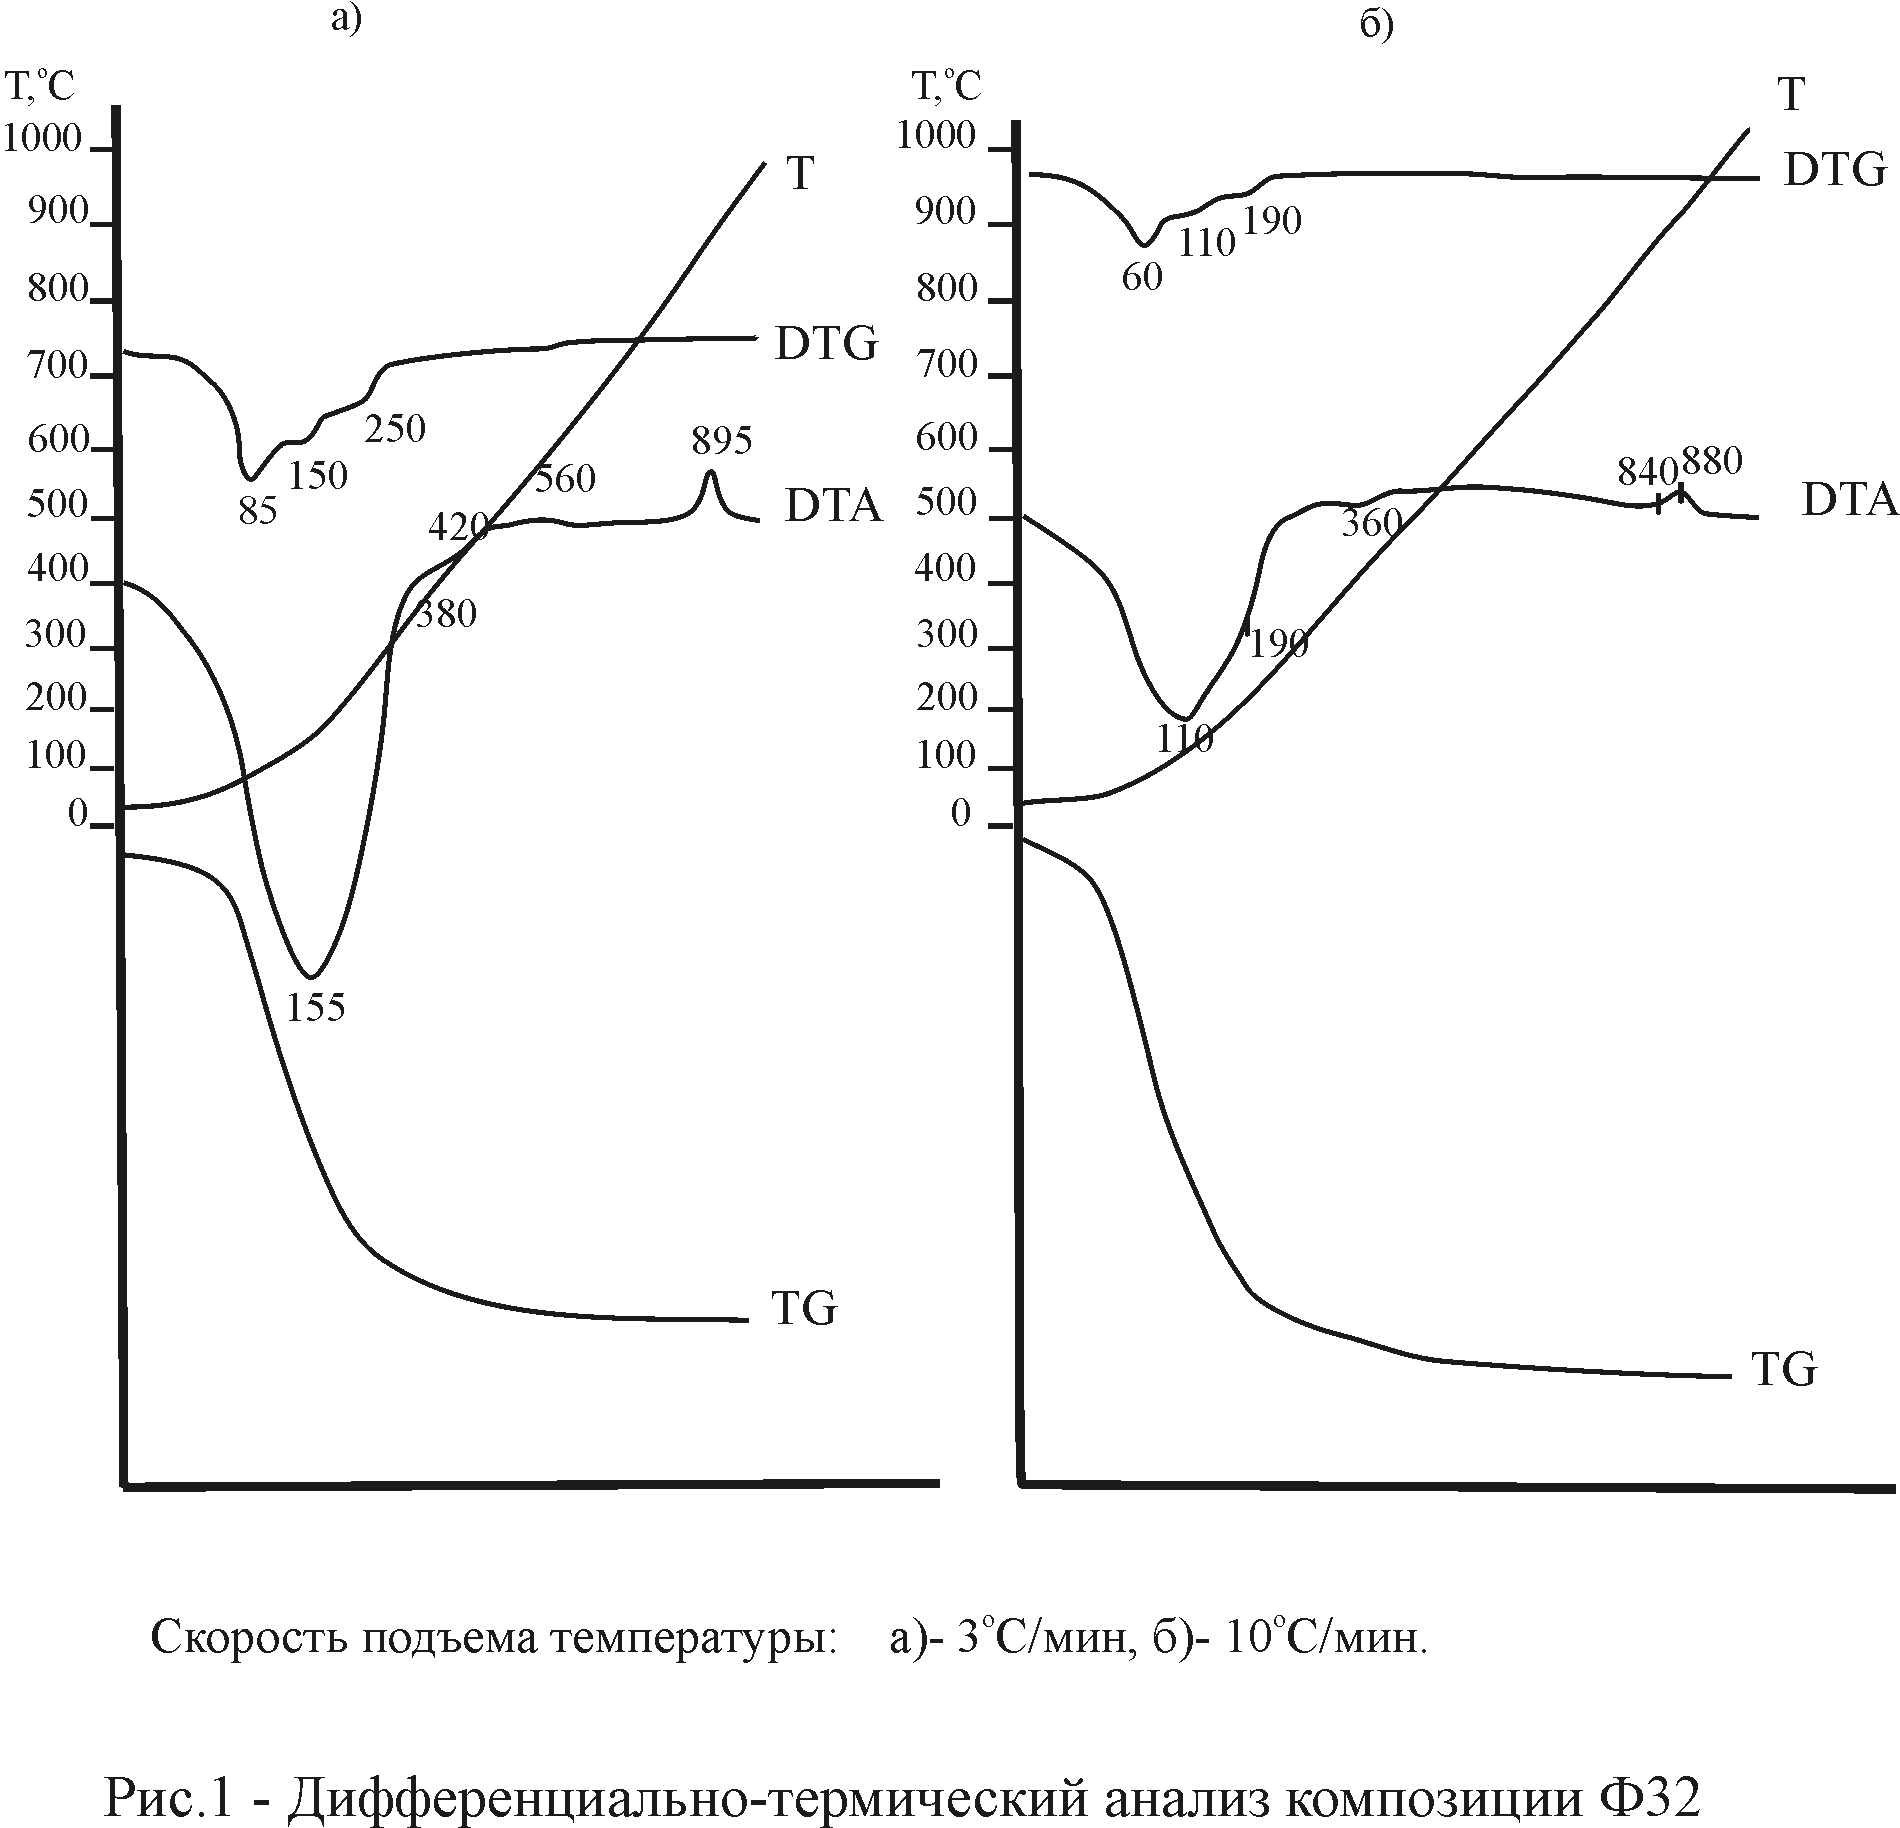 а)
T,°C
1000
900
800
700
600
500
400
300
200
100
0
T
DTG
250
150
85
895
560
DTA
420
380
155
TG
б)
T,°C
1000
900
800
700
600
500
400
300
200
100
0
T
DTG
190
110
60
840
880
DTA
360
190
110
TG
Скорость подъема температуры: а)- 3°С/мин, б)- 10°С/мин.
Рис.1 - Дифференциально-термический анализ композиции Ф32